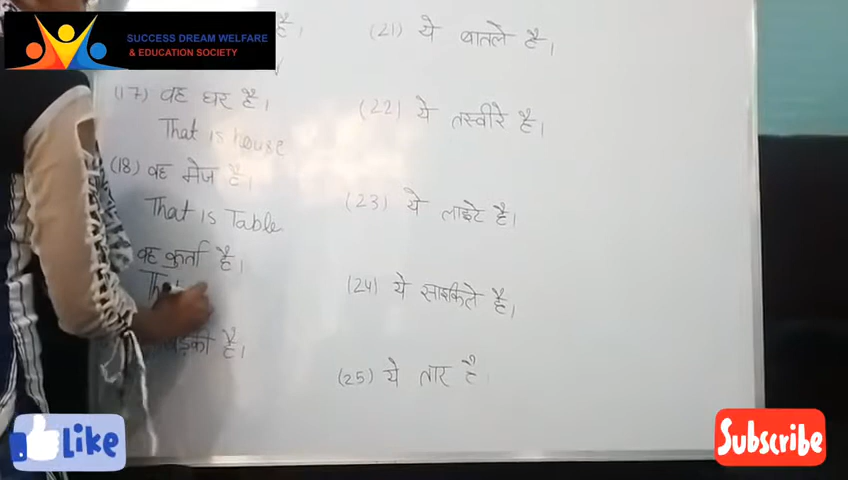 SUCCESS DREAM WELFARE
& EDUCATION SOCIETY
है।
(17) वह घर है।
That is house
(18) वह मेज है।
That is Table
वह कुर्ता है।
That
है।
(21) ये बातले है।
(22) ये तस्वीरे है।
(23) ये लाइटे है।
(24) ये साइकिले है।
(25) ये तार है।
Like
Subscribe